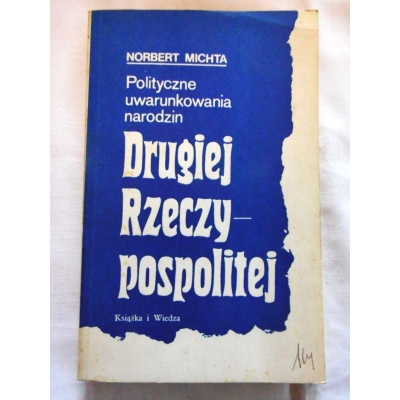 NORBERT MICHTA
Polityczne
uwarunkowania
narodzin
Drugiej
Rzeczy—
pospolitej
Książka i Wiedza